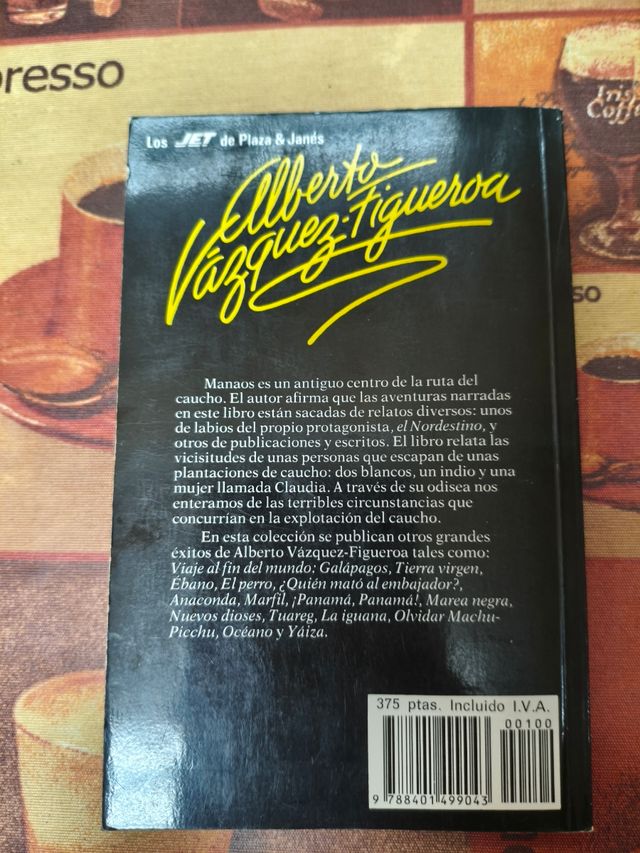 presso
Irish
Coffee
Los JET de Plaza & Janés
Alberto
Vázquez-Figueroa
Manaos es un antiguo centro de la ruta del
caucho. El autor afirma que las aventuras narradas
en este libro están sacadas de relatos diversos: unos
de labios del propio protagonista, el Nordestino, y
otros de publicaciones y escritos. El libro relata las
vicisitudes de unas personas que escapan de unas
plantaciones de caucho: dos blancos, un indio y una
mujer llamada Claudia. A través de su odisea nos
enteramos de las terribles circunstancias que
concurrían en la explotación del caucho.
En esta colección se publican otros grandes
éxitos de Alberto Vázquez-Figueroa tales como:
Viaje al fin del mundo: Galápagos, Tierra virgen,
Ébano, El perro, ¿Quién mató al embajador?,
Anaconda, Marfil, ¡Panamá, Panamá!, Marea negra,
Nuevos dioses, Tuareg, La iguana, Olvidar Machu-
Picchu, Océano y Yáiza.
375 ptas. Incluido I.V.A.
00100
9 788401 499043